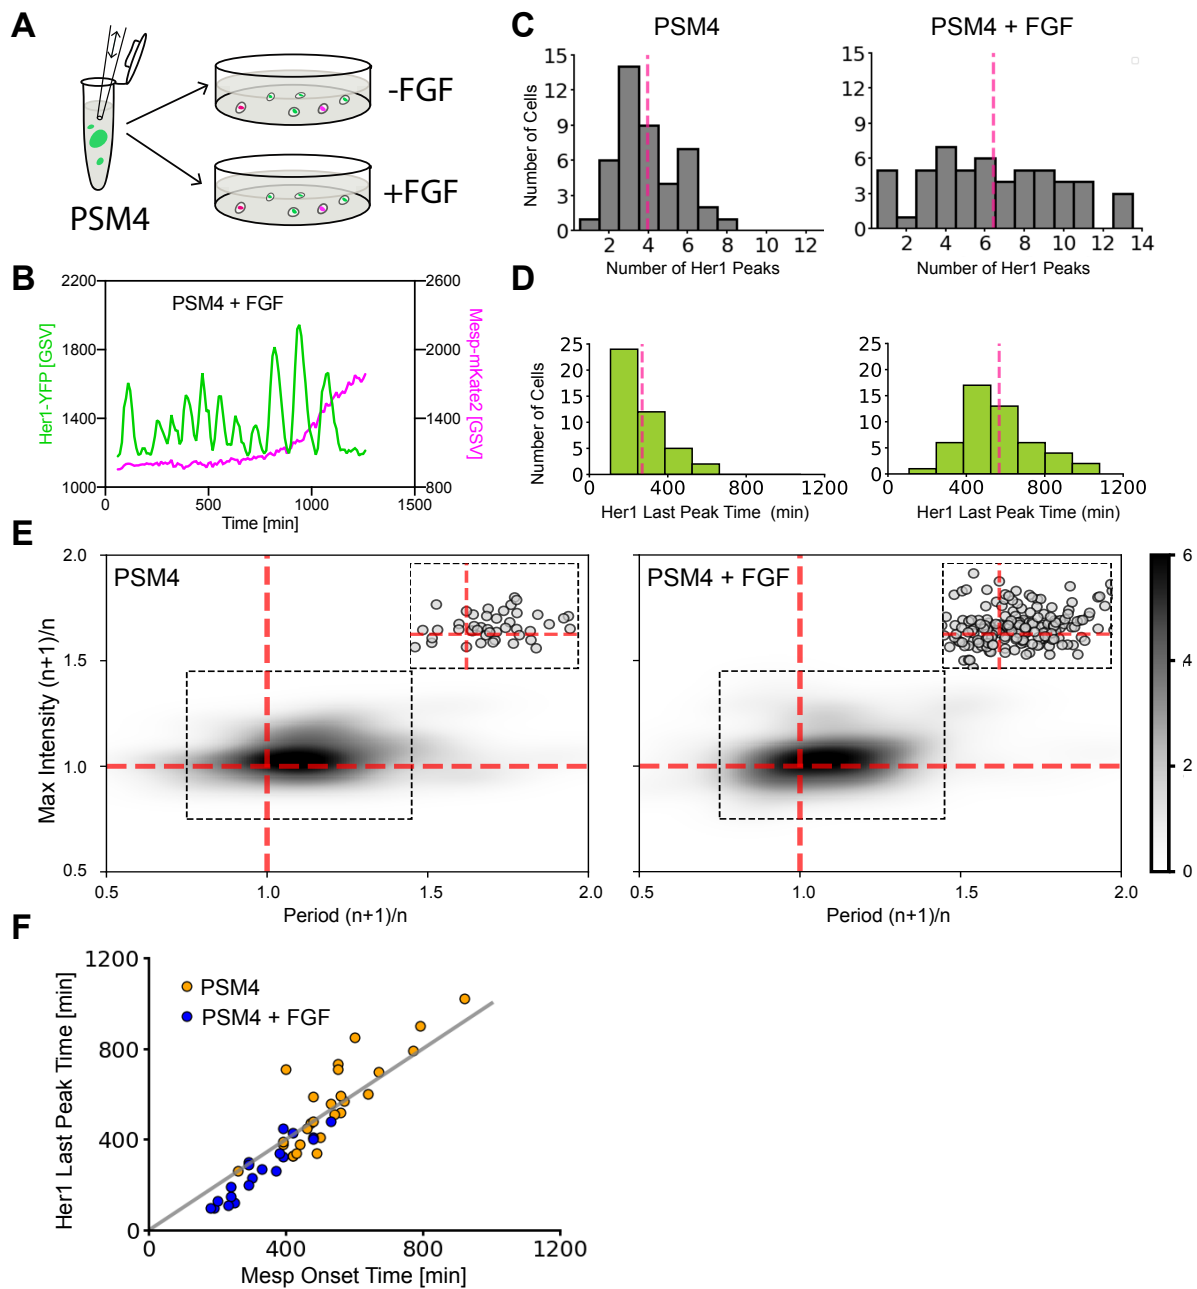 A
PSM4
-FGF
+FGF
B
PSM4 + FGF
2200
1800
1400
1000
2600
2000
1400
800
Her1-YFP [GSV]
Mesp-mKate2 [GSV]
0
500
1000
1500
Time [min]
C
PSM4
PSM4 + FGF
15
12
9
6
3
0
Number of Cells
2 4 6 8 10 12
Number of Her1 Peaks
15
12
9
6
3
0
2 4 6 8 10 12 14
Number of Her1 Peaks
D
25
20
15
10
5
0
Number of Cells
0 400 800 1200
Her1 Last Peak Time (min)
25
20
15
10
5
0
0 400 800 1200
Her1 Last Peak Time (min)
E
PSM4
2.0
1.5
1.0
0.5
Max Intensity (n+1)/n
0.5 1.0 1.5 2.0
Period (n+1)/n
PSM4 + FGF
0.5 1.0 1.5 2.0
Period (n+1)/n
6
4
2
0
F
1200
800
400
0
Her1 Last Peak Time [min]
PSM4
PSM4 + FGF
0 400 800 1200
Mesp Onset Time [min]